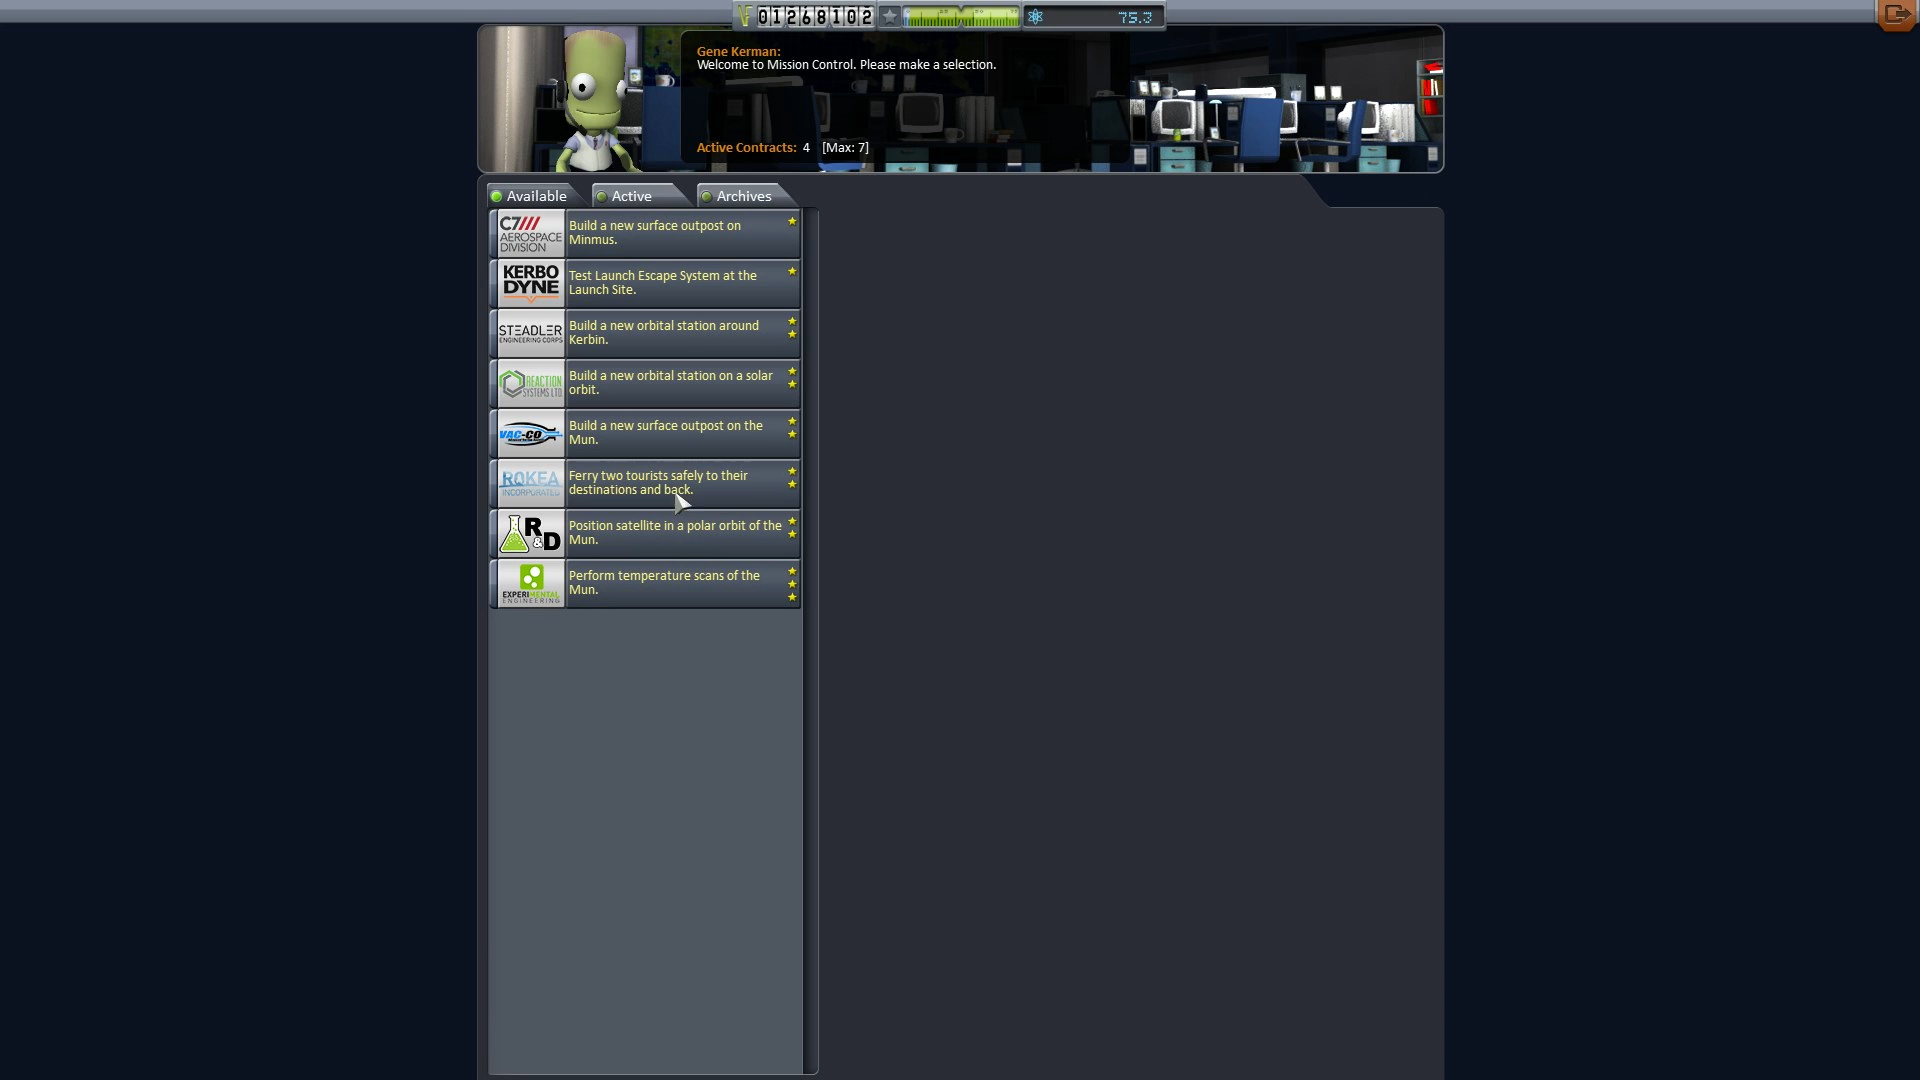 01268102
75.3
Gene Kerman:
Welcome to Mission Control. Please make a selection.
Active Contracts: 4 [Max: 7]
Available
Active
Archives
C7///
AEROSPACE
DIVISION
Build a new surface outpost on
Minmus.
KERBO
DYNE
Test Launch Escape System at the
Launch Site.
STEADLER
ENGINEERING CORPS
Build a new orbital station around
Kerbin.
REACTION
SYSTEMS LTD
Build a new orbital station on a solar
orbit.
VAC-CO
Build a new surface outpost on the
Mun.
ROKEA
INCORPORATED
Ferry two tourists safely to their
destinations and back.
R&D
Position satellite in a polar orbit of the
Mun.
EXPERIMENTAL
ENGINEERING
Perform temperature scans of the
Mun.